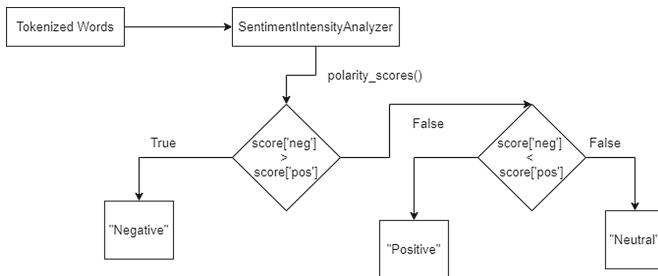 Tokenized Words
SentimentIntensityAnalyzer
polarity_scores()
True
score['neg']
>
score['pos']
False
score['neg']
<
score['pos']
False
"Negative"
"Positive"
"Neutral"